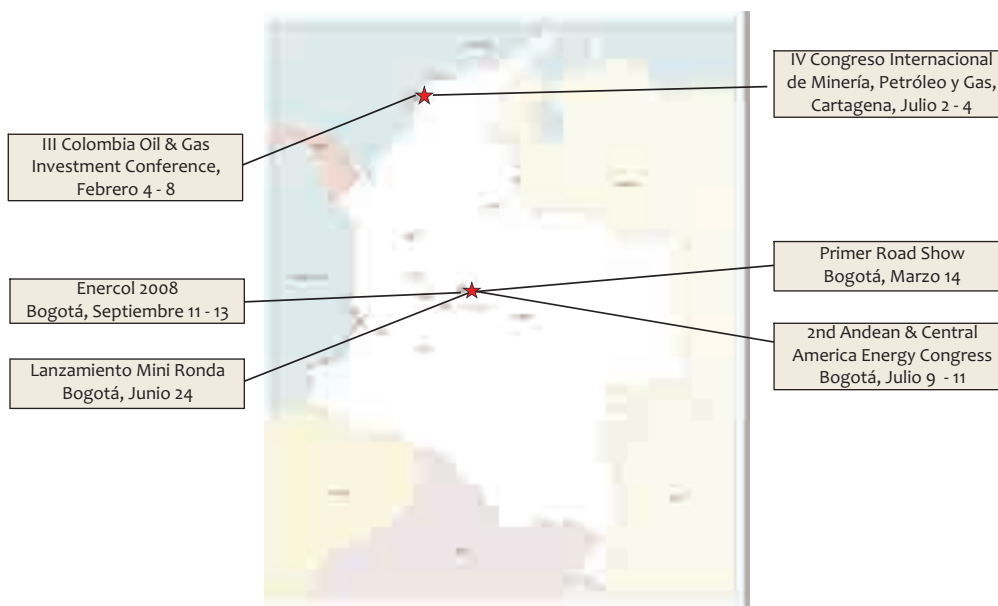 IV Congreso Internacional
de Minería, Petróleo y Gas,
Cartagena, Julio 2 - 4
III Colombia Oil & Gas
Investment Conference,
Febrero 4 - 8
Primer Road Show
Bogotá, Marzo 14
Enercol 2008
Bogotá, Septiembre 11 - 13
2nd Andean & Central
America Energy Congress
Bogotá, Julio 9 - 11
Lanzamiento Mini Ronda
Bogotá, Junio 24